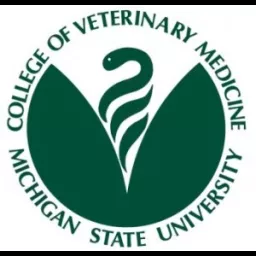 COLLEGE OF VETERINARY MEDICINE
MICHIGAN STATE UNIVERSITY